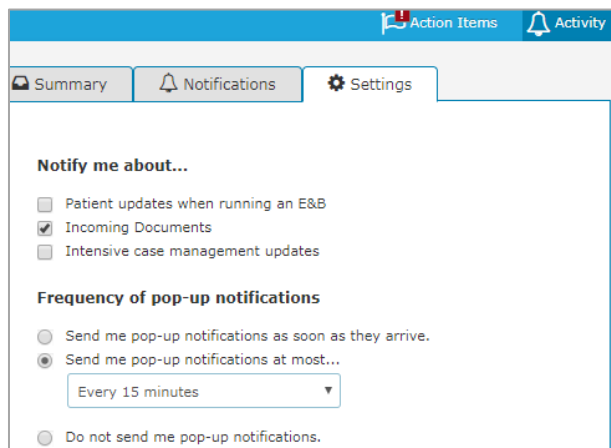 Action Items Activity
Summary Notifications Settings
Notify me about...
Patient updates when running an E&B
Incoming Documents
Intensive case management updates
Frequency of pop-up notifications
Send me pop-up notifications as soon as they arrive.
Send me pop-up notifications at most...
Every 15 minutes
Do not send me pop-up notifications.